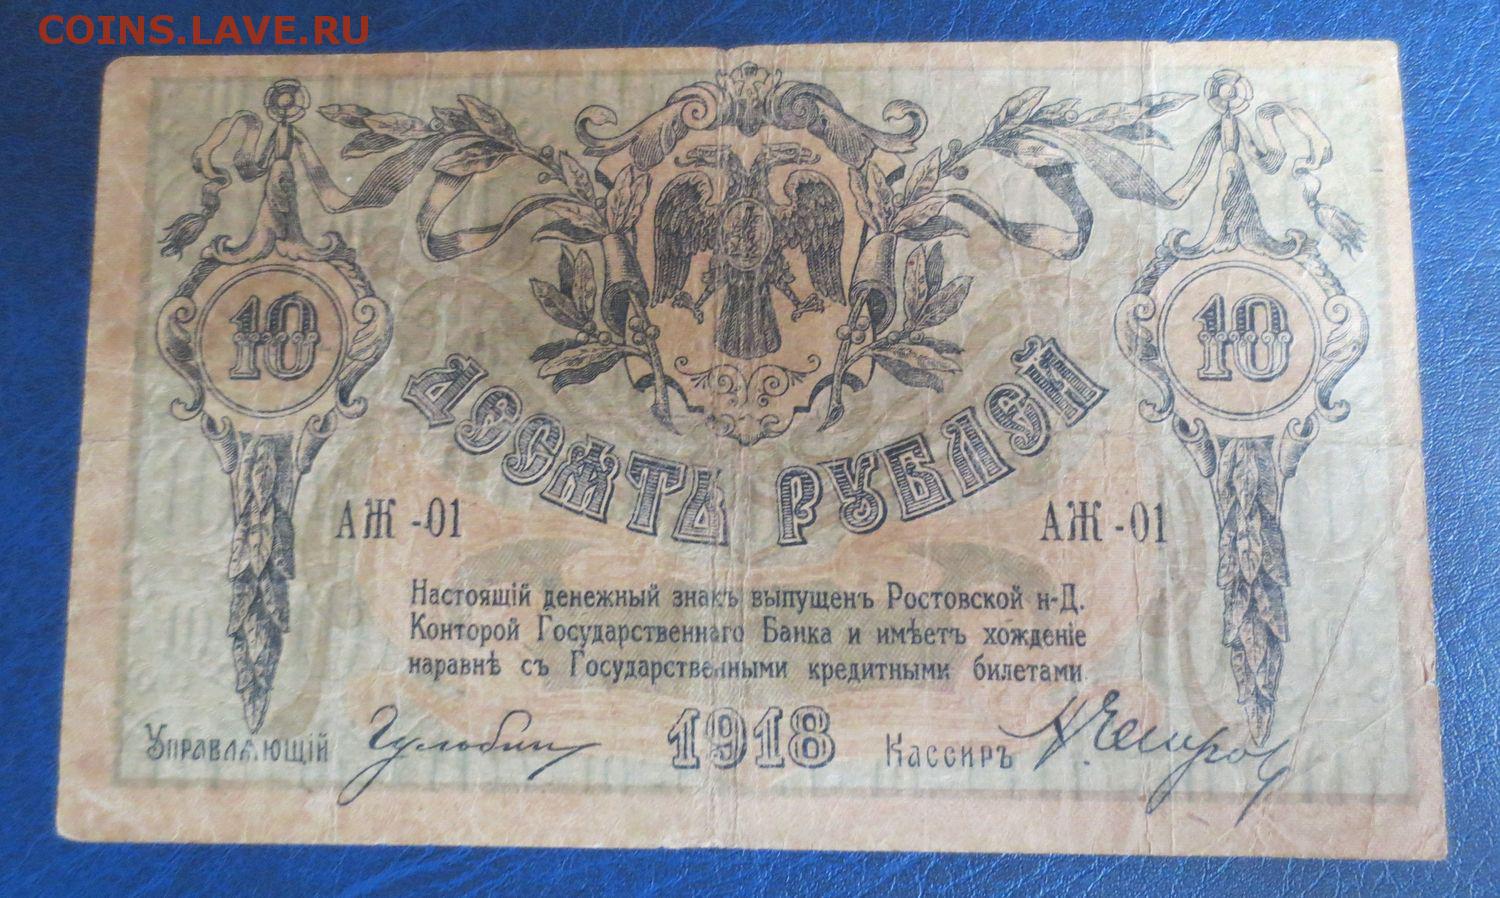 COINS.LAVE.RU
10
10
ДЕСЯТЬ РУБЛЕЙ
АЖ -01
АЖ -01
Настоящій денежный знакъ выпущенъ Ростовской н-Д.
Конторой Государственнаго Банка и имѣетъ хожденіе
наравнѣ съ Государственными кредитными билетами
Управляющій
1918
Кассиръ